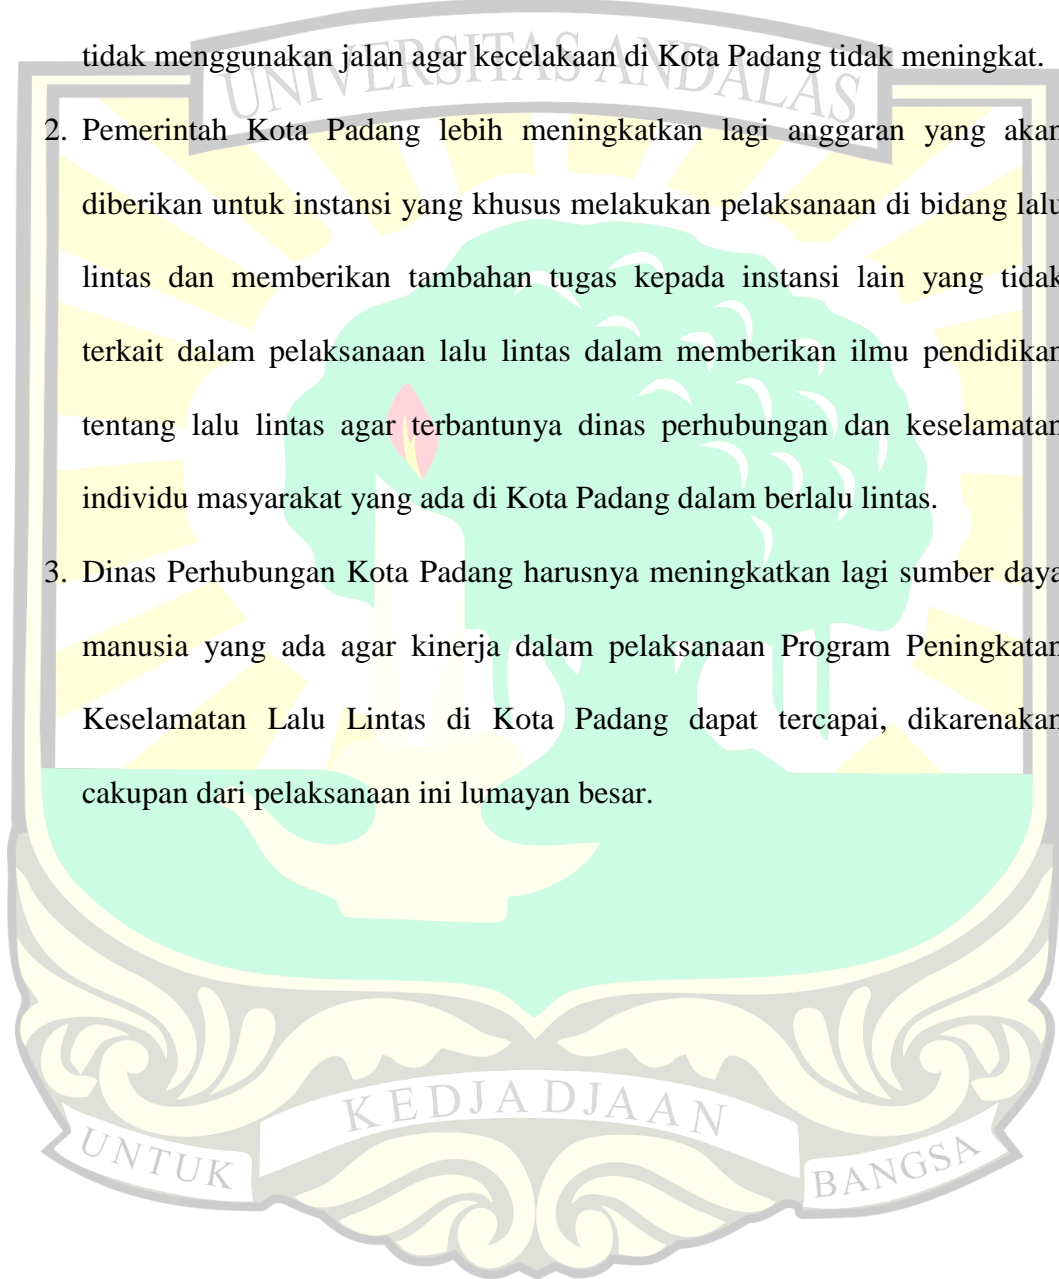 UNIVERSITAS ANDALAS
tidak menggunakan jalan agar kecelakaan di Kota Padang tidak meningkat.
2. Pemerintah Kota Padang lebih meningkatkan lagi anggaran yang akan
diberikan untuk instansi yang khusus melakukan pelaksanaan di bidang lalu
lintas dan memberikan tambahan tugas kepada instansi lain yang tidak
terkait dalam pelaksanaan lalu lintas dalam memberikan ilmu pendidikan
tentang lalu lintas agar terbantunya dinas perhubungan dan keselamatan
individu masyarakat yang ada di Kota Padang dalam berlalu lintas.
3. Dinas Perhubungan Kota Padang harusnya meningkatkan lagi sumber daya
manusia yang ada agar kinerja dalam pelaksanaan Program Peningkatan
Keselamatan Lalu Lintas di Kota Padang dapat tercapai, dikarenakan
cakupan dari pelaksanaan ini lumayan besar.
UNTUK KEDJADJAAN BANGSA